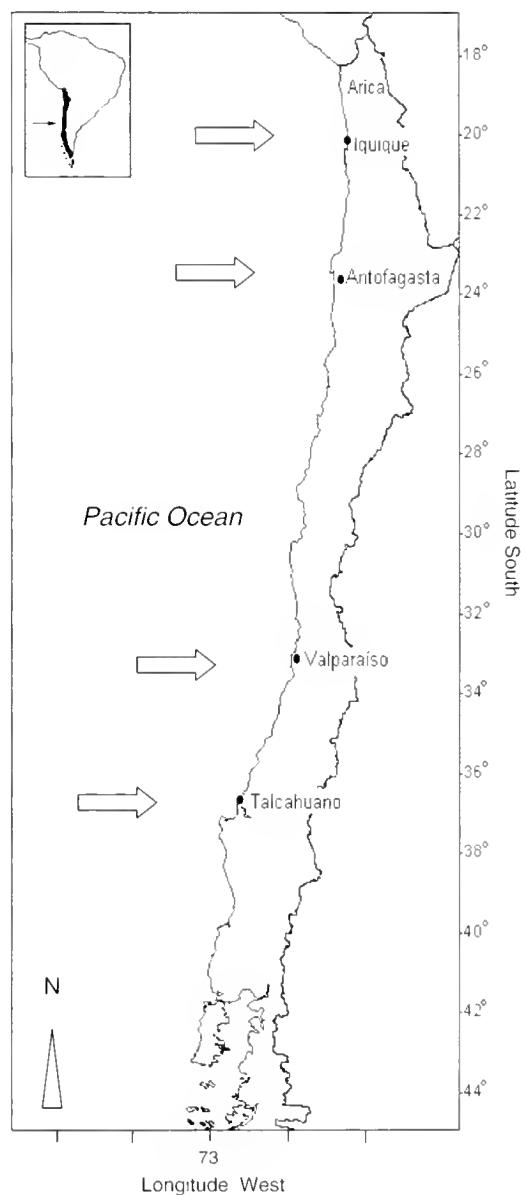 18°
Arica
20°
Iquique
22°
Antofagasta
24°
26°
28°
Latitude South
Pacific Ocean
30°
32°
Valparaíso
34°
36°
Talcahuano
38°
40°
N
42°
44°
73
Longitude West